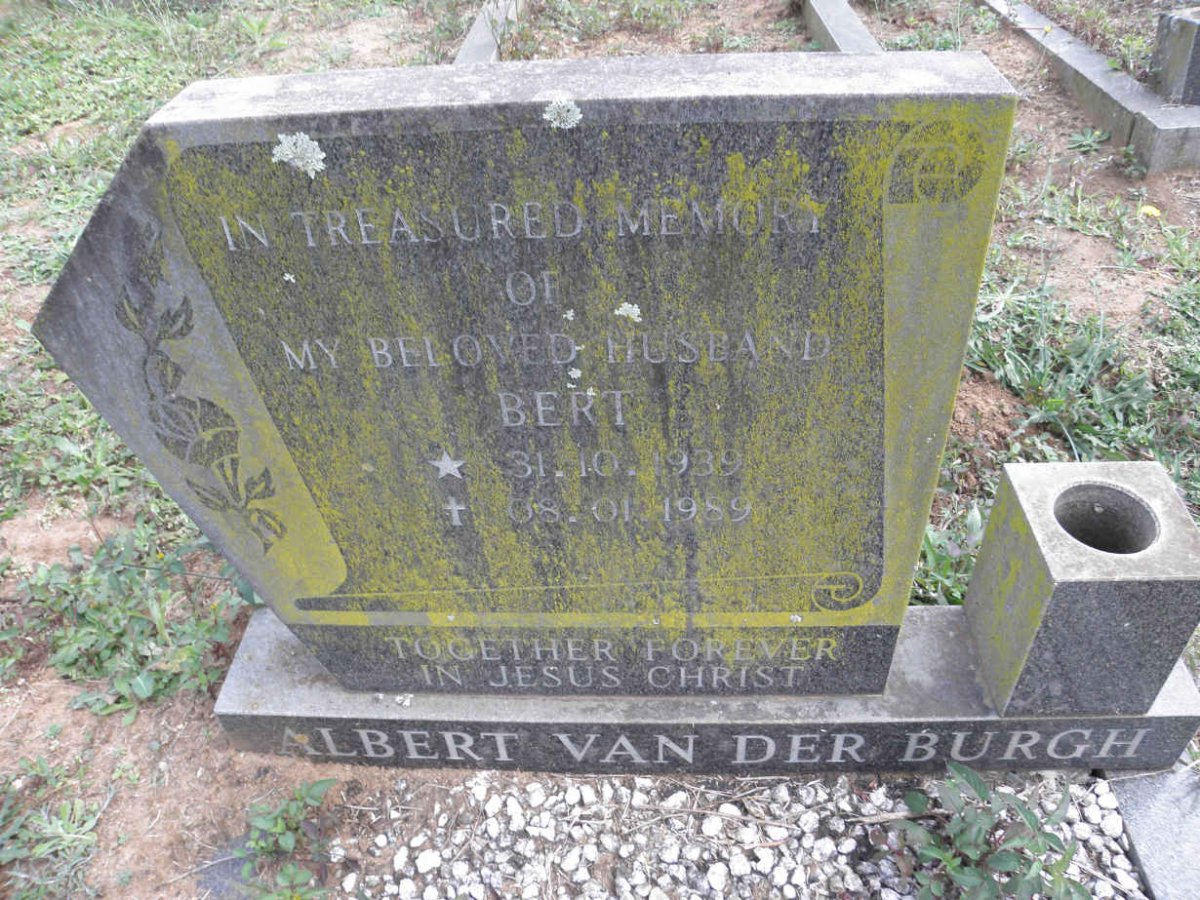 IN TREASURED MEMORY
OF
MY BELOVED HUSBAND
BERT
31.10.1939
08.01.1989
TOGETHER FOREVER
IN JESUS CHRIST
ALBERT VAN DER BURGH